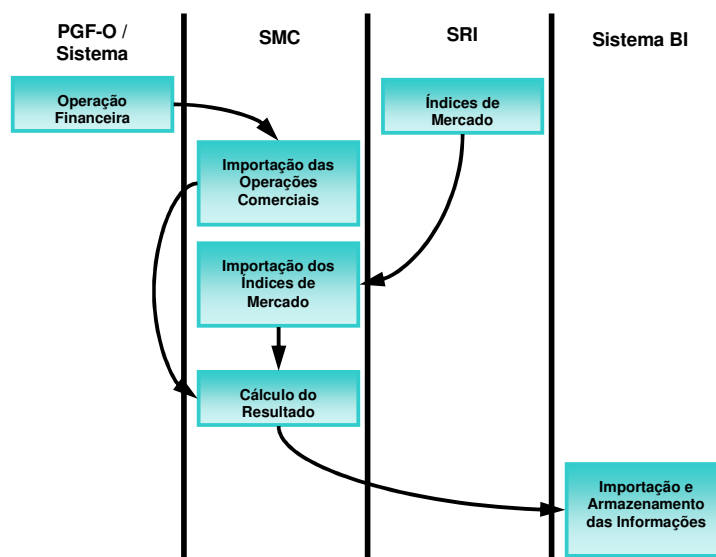 PGF-O /
Sistema
SMC
SRI
Sistema BI
Operação
Financeira
Índices de
Mercado
Importação das
Operações
Comerciais
Importação dos
Índices de
Mercado
Cálculo do
Resultado
Importação e
Armazenamento
das Informações